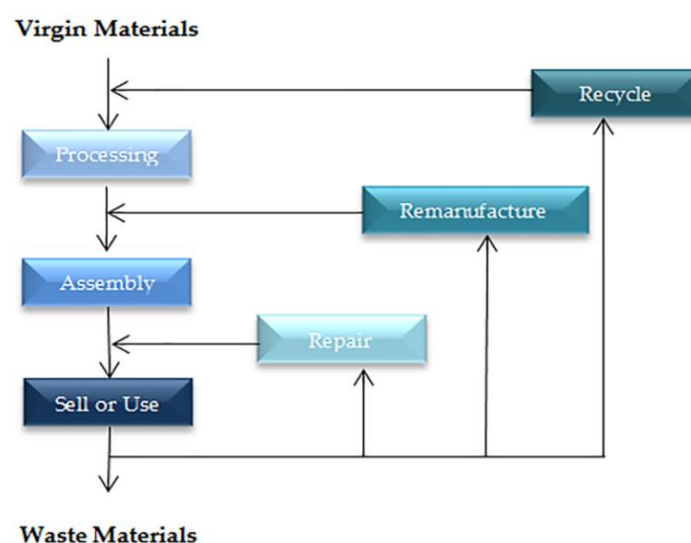 Virgin Materials
Recycle
Processing
Remanufacture
Assembly
Repair
Sell or Use
Waste Materials